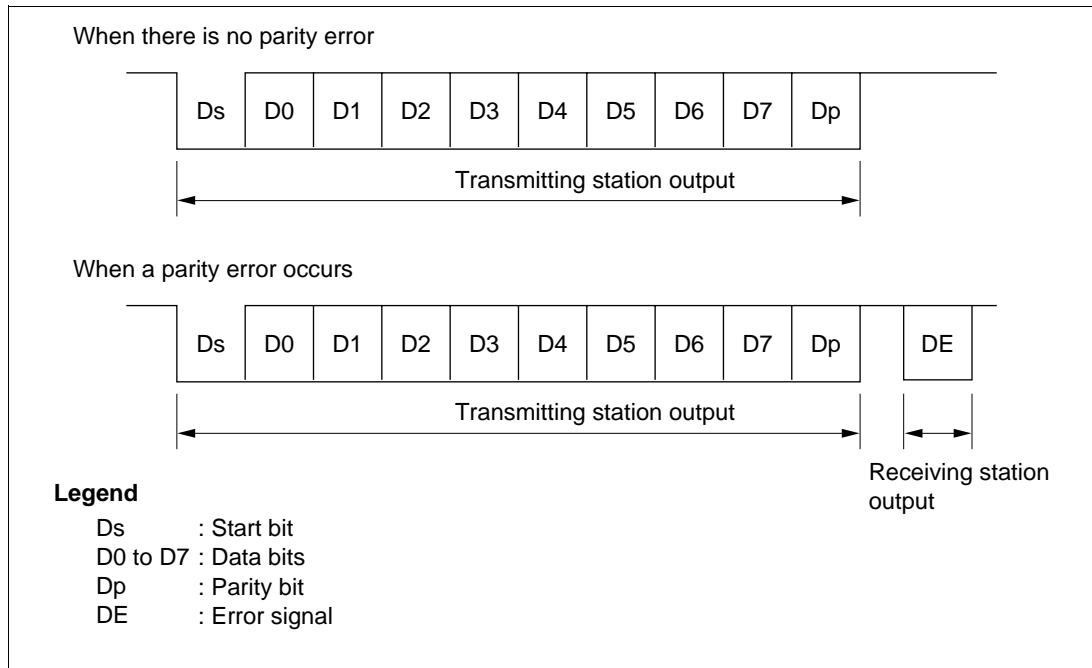 When there is no parity error
Ds D0 D1 D2 D3 D4 D5 D6 D7 Dp
Transmitting station output
When a parity error occurs
Ds D0 D1 D2 D3 D4 D5 D6 D7 Dp DE
Transmitting station output
Receiving station
output
Legend
Ds : Start bit
D0 to D7 : Data bits
Dp : Parity bit
DE : Error signal